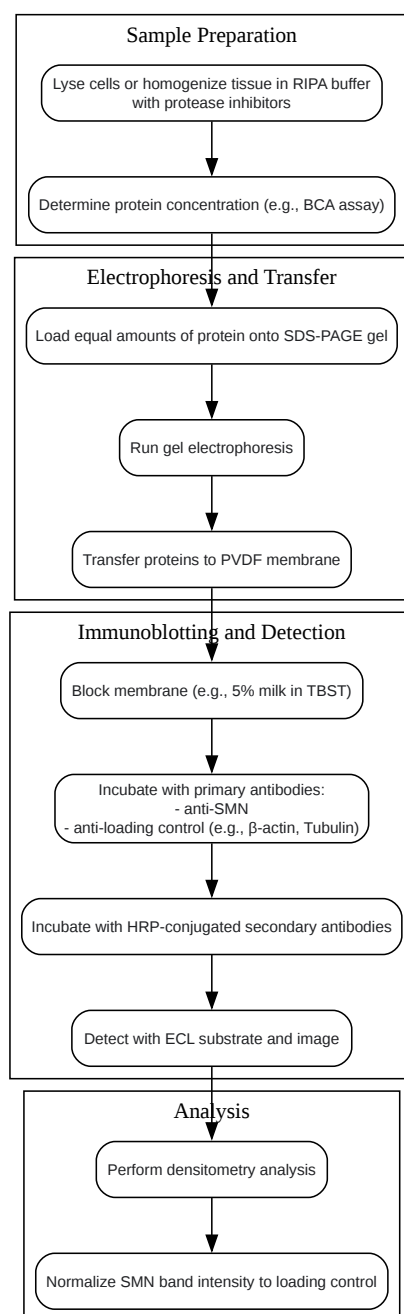 Sample Preparation
Lyse cells or homogenize tissue in RIPA buffer
with protease inhibitors
Determine protein concentration (e.g., BCA assay)
Electrophoresis and Transfer
Load equal amounts of protein onto SDS-PAGE gel
Run gel electrophoresis
Transfer proteins to PVDF membrane
Immunoblotting and Detection
Block membrane (e.g., 5% milk in TBST)
Incubate with primary antibodies:
- anti-SMN
- anti-loading control (e.g., β-actin, Tubulin)
Incubate with HRP-conjugated secondary antibodies
Detect with ECL substrate and image
Analysis
Perform densitometry analysis
Normalize SMN band intensity to loading control